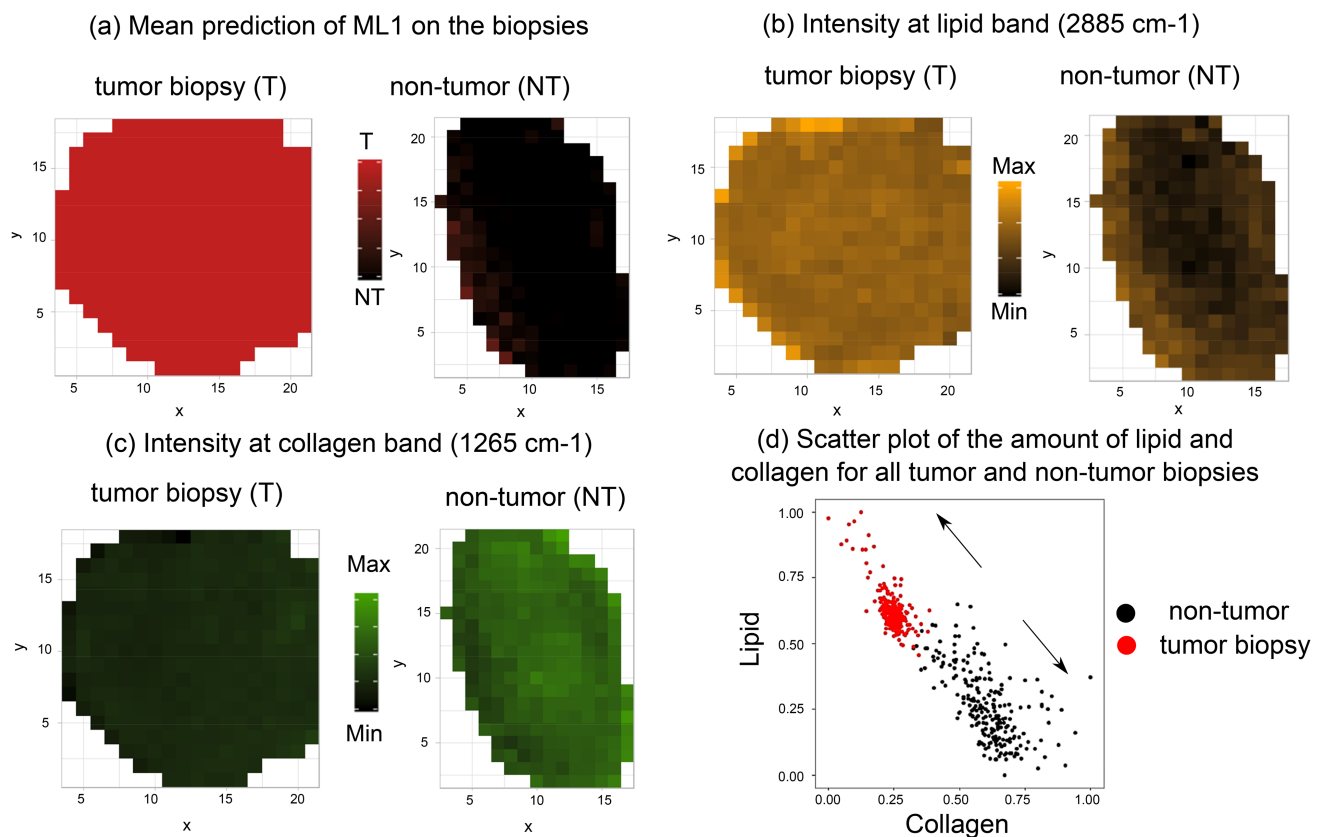 (a) Mean prediction of ML1 on the biopsies
tumor biopsy (T)
non-tumor (NT)
T
NT
15
10
5
y
5
10
15
20
x
20
15
10
5
y
5
10
15
x
(b) Intensity at lipid band (2885 cm-1)
tumor biopsy (T)
non-tumor (NT)
Max
Min
15
10
5
y
5
10
15
20
x
20
15
10
5
y
5
10
15
x
(c) Intensity at collagen band (1265 cm-1)
tumor biopsy (T)
non-tumor (NT)
Max
Min
15
10
5
y
5
10
15
20
x
20
15
10
5
y
5
10
15
x
(d) Scatter plot of the amount of lipid and
collagen for all tumor and non-tumor biopsies
1.00
0.75
0.50
0.25
0.00
Lipid
0.00
0.25
0.50
0.75
1.00
Collagen
non-tumor
tumor biopsy